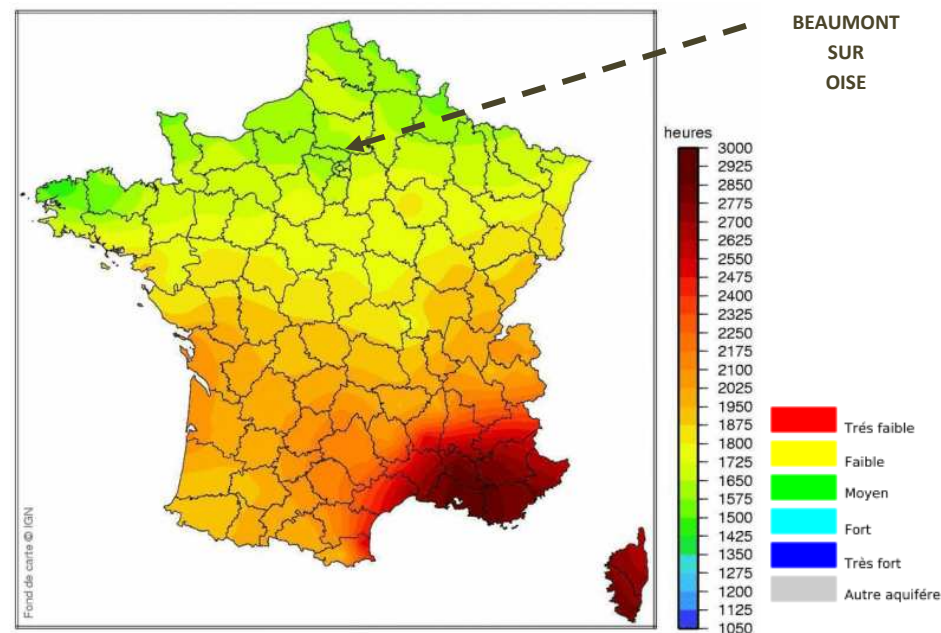 BEAUMONT
SUR
OISE
heures
3000
2925
2850
2775
2700
2625
2550
2475
2400
2325
2250
2175
2100
2025
1950
1875
1800
1725
1650
1575
1500
1425
1350
1275
1200
1125
1050
Trés faible
Faible
Moyen
Fort
Très fort
Autre aquifére
Fond de carte © IGN